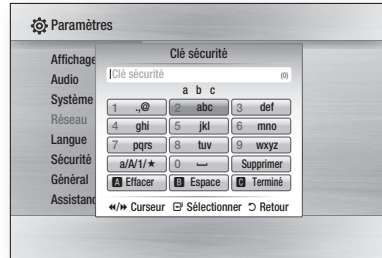 Paramètres
Affichage
Audio
Système
Réseau
Langue
Sécurité
Général
Assistanc
Clé sécurité
Clé sécurité (0)
a b c
1 .,@ 2 abc 3 def
4 ghi 5 jkl 6 mno
7 pqrs 8 tuv 9 wxyz
a/A/1/★ 0 Supprimer
A Effacer B Espace C Terminé
◄◄/►► Curseur Sélectionner Retour